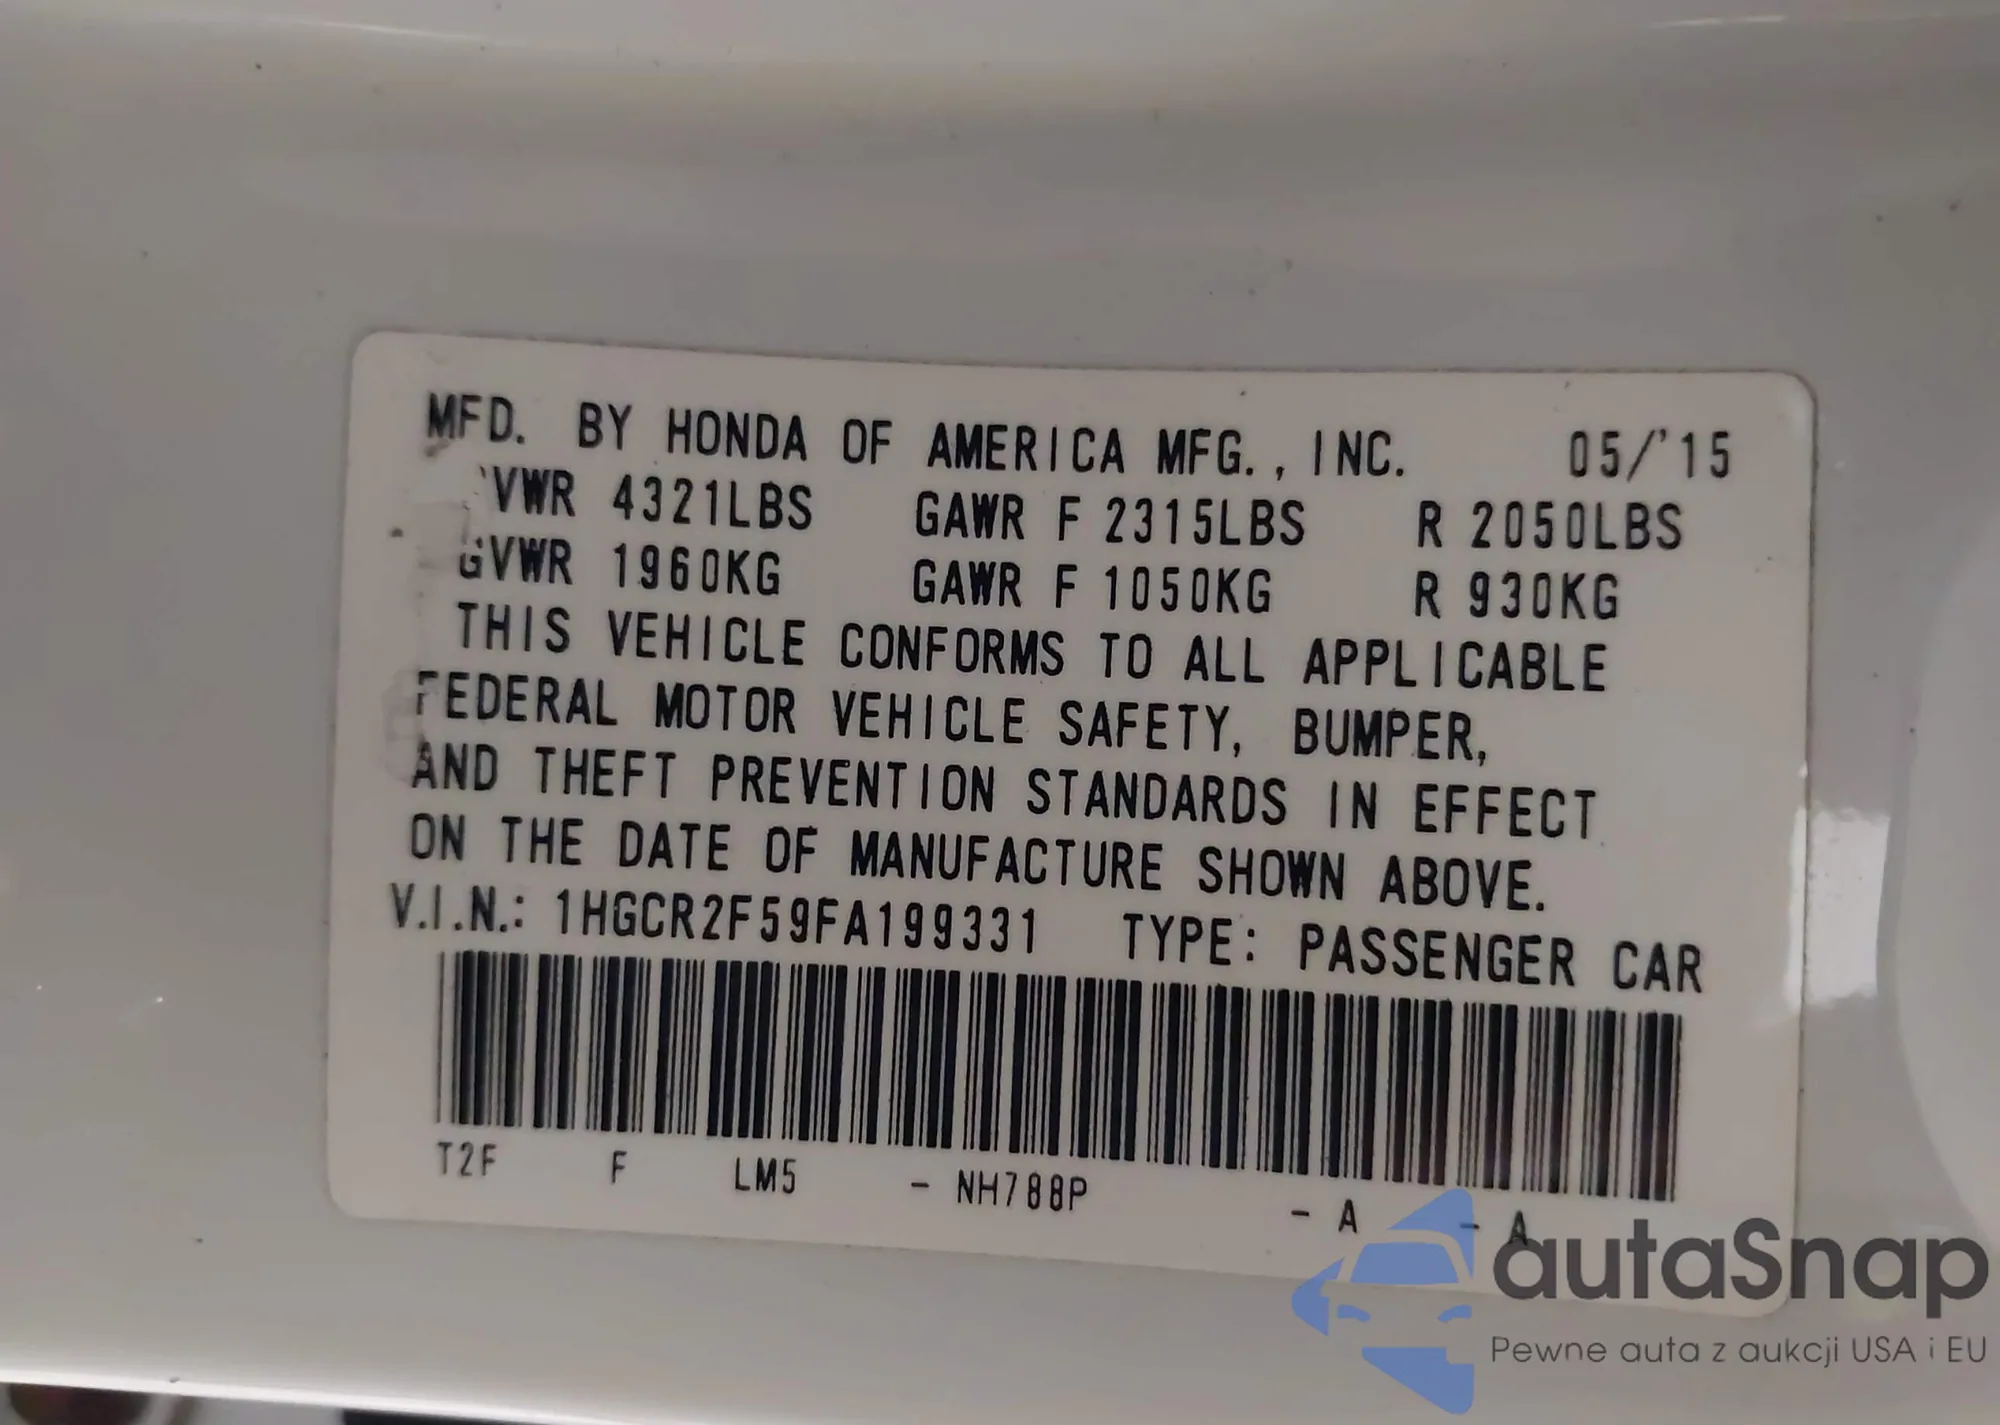 MFD. BY HONDA OF AMERICA MFG., INC. 05/'15
VWR 4321LBS GAWR F 2315LBS R 2050LBS
GVWR 1960KG GAWR F 1050KG R 930KG
THIS VEHICLE CONFORMS TO ALL APPLICABLE
FEDERAL MOTOR VEHICLE SAFETY, BUMPER,
AND THEFT PREVENTION STANDARDS IN EFFECT
ON THE DATE OF MANUFACTURE SHOWN ABOVE.
V.I.N.: 1HGCR2F59FA199331 TYPE: PASSENGER CAR
T2F F LM5 - NH788P - A - A
autaSnap
Pewne auta z aukcji USA i EU